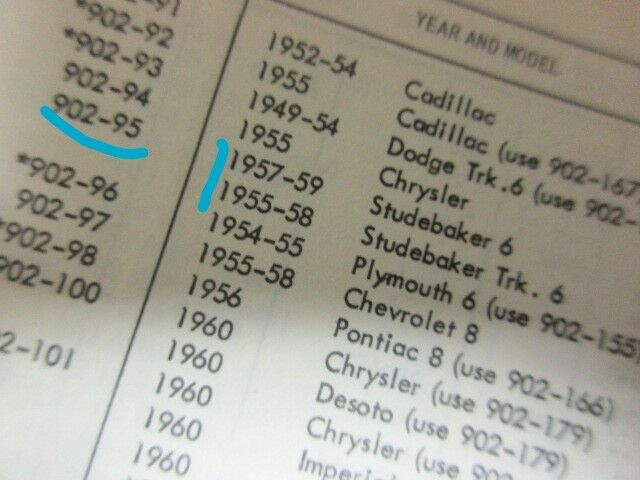 YEAR AND MODEL
-91 1952-54 Cadillac
*902-92 1955 Cadillac (use 902-167)
*902-93 1949-54 Dodge Trk.6 (use 902-
902-94 1955 Chrysler
902-95 1957-59 Studebaker 6
1955-58 Studebaker Trk. 6
*902-96 1954-55 Plymouth 6 (use 902-155)
902-97 1955-58 Chevrolet 8
*902-98 1956 Pontiac 8 (use 902-166)
902-100 1960 Chrysler (use 902-179)
1960 Desoto (use 902-179)
2-101 1960 Chrysler (use
1960 Imperial
1960